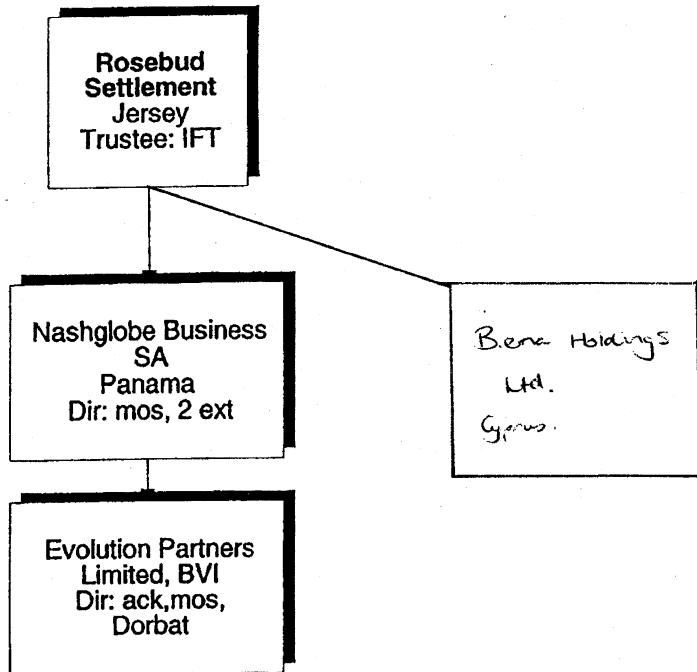 Rosebud
Settlement
Jersey
Trustee: IFT
Nashglobe Business
SA
Panama
Dir: mos, 2 ext
Holdings
Ltd.
Cyprus.
Evolution Partners
Limited, BVI
Dir: ack,mos,
Dorbat